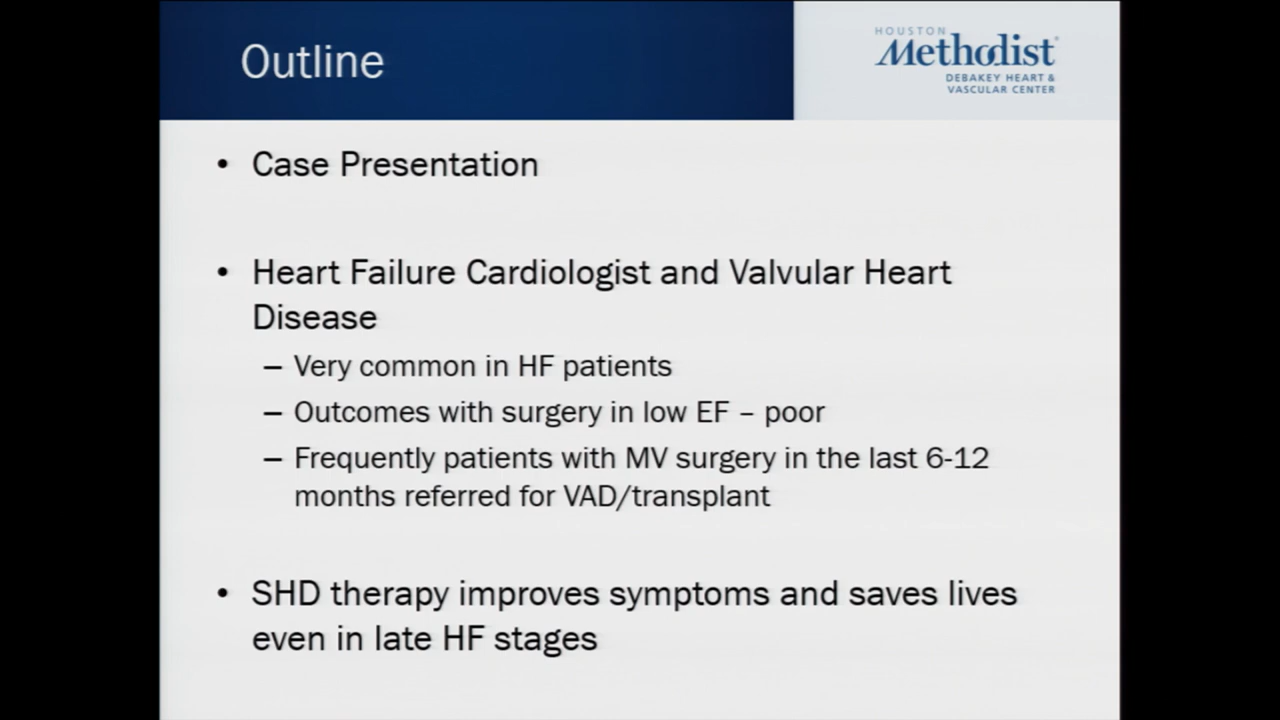 Outline
HOUSTON
Methodist
DEBAKEY HEART &
VASCULAR CENTER
• Case Presentation
• Heart Failure Cardiologist and Valvular Heart
Disease
– Very common in HF patients
– Outcomes with surgery in low EF – poor
– Frequently patients with MV surgery in the last 6-12
months referred for VAD/transplant
• SHD therapy improves symptoms and saves lives
even in late HF stages